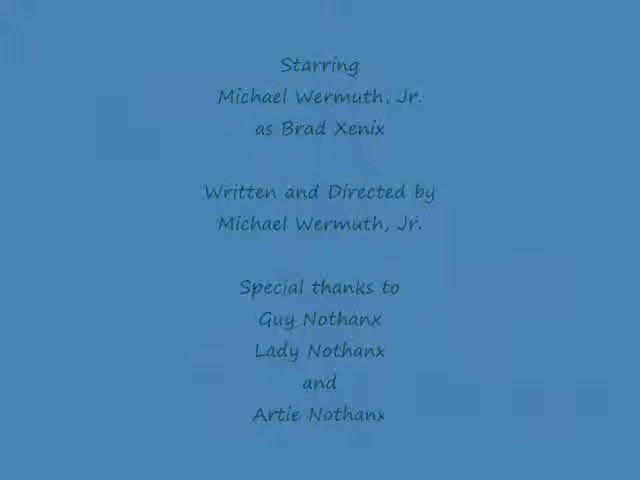 Starring
Michael Wermuth, Jr.
as Brad Xenix
Written and Directed by
Michael Wermuth, Jr.
Special thanks to
Guy Nothanx
Lady Nothanx
and
Artie Nothanx